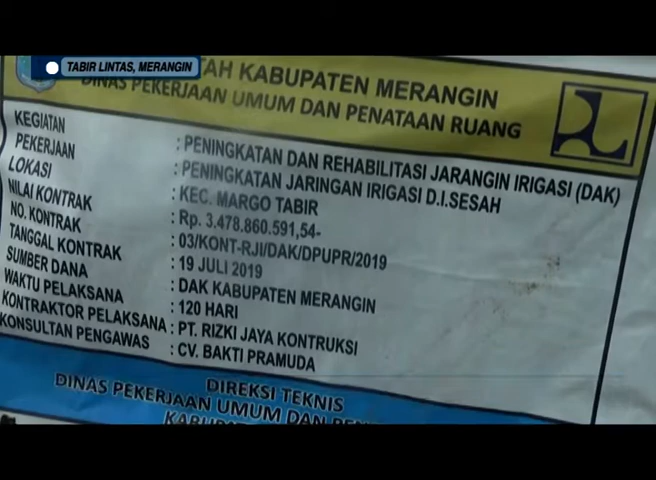 TABIR LINTAS, MERANGIN
TAH KABUPATEN MERANGIN
DINAS PEKERJAAN UMUM DAN PENATAAN RUANG
KEGIATAN : PENINGKATAN DAN REHABILITASI JARANGIN IRIGASI (DAK)
PEKERJAAN : PENINGKATAN JARINGAN IRIGASI D.I.SESAH
LOKASI : KEC. MARGO TABIR
NILAI KONTRAK : Rp. 3.478.860.591,54-
NO. KONTRAK : 03/KONT-RJI/DAK/DPUPR/2019
TANGGAL KONTRAK : 19 JULI 2019
SUMBER DANA : DAK KABUPATEN MERANGIN
WAKTU PELAKSANA : 120 HARI
KONTRAKTOR PELAKSANA : PT. RIZKI JAYA KONTRUKSI
KONSULTAN PENGAWAS : CV. BAKTI PRAMUDA
DIREKSI TEKNIS
DINAS PEKERJAAN UMUM DAN PEN
KABUPA